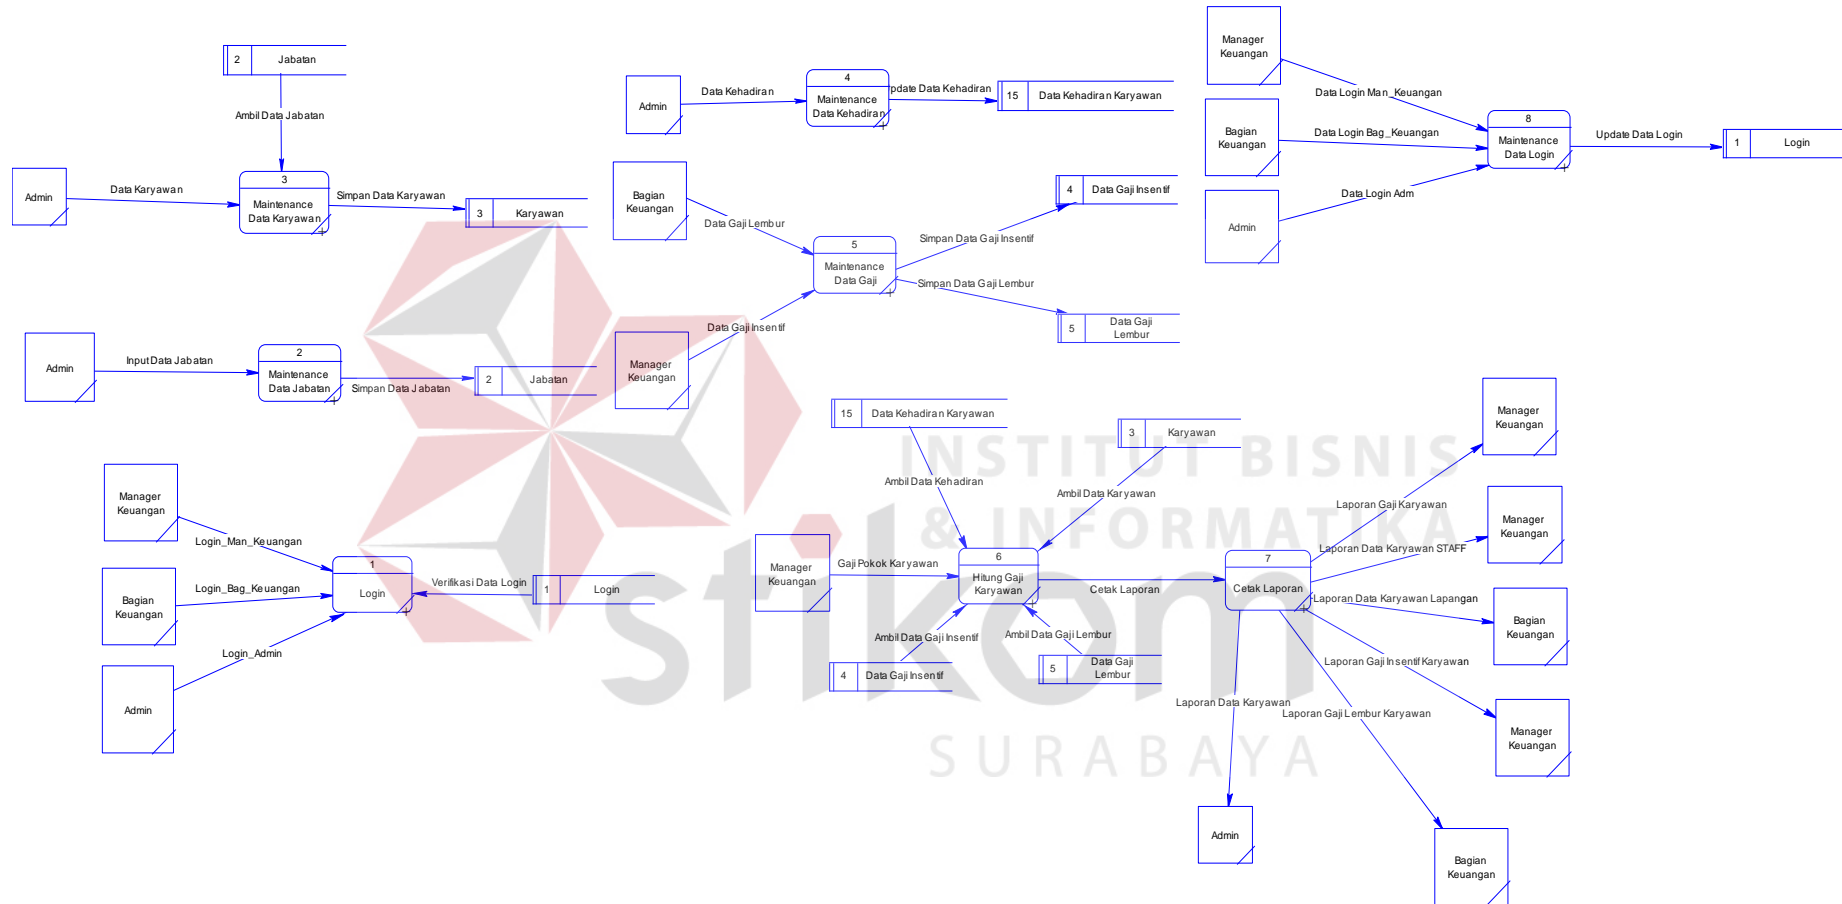 2
Jabatan
Ambil Data Jabatan
Admin
Data Karyawan
3
Maintenance
Data Karyawan
Simpan Data Karyawan
3
Karyawan
Admin
Input Data Jabatan
2
Maintenance
Data Jabatan
Simpan Data Jabatan
2
Jabatan
Manager
Keuangan
Login_Man_Keuangan
Bagian
Keuangan
Login_Bag_Keuangan
Admin
Login_Admin
1
Login
Verifikasi Data Login
1
Login
Admin
Data Kehadiran
4
Maintenance
Data Kehadiran
pdate Data Kehadiran
15
Data Kehadiran Karyawan
Bagian
Keuangan
Data Gaji Lembur
Manager
Keuangan
Data Gaji Insentif
5
Maintenance
Data Gaji
Simpan Data Gaji Insentif
4
Data Gaji Insentif
Simpan Data Gaji Lembur
5
Data Gaji
Lembur
Manager
Keuangan
Data Login Man_Keuangan
Bagian
Keuangan
Data Login Bag_Keuangan
Admin
Data Login Adm
8
Maintenance
Data Login
Update Data Login
1
Login
15
Data Kehadiran Karyawan
Ambil Data Kehadiran
3
Karyawan
Ambil Data Karyawan
Manager
Keuangan
Gaji Pokok Karyawan
6
Hitung Gaji
Karyawan
Ambil Data Gaji Insentif
4
Data Gaji Insentif
Ambil Data Gaji Lembur
5
Data Gaji
Lembur
Cetak Laporan
7
Cetak Laporan
Laporan Gaji Karyawan
Manager
Keuangan
Laporan Data Karyawan STAFF
Manager
Keuangan
Laporan Data Karyawan Lapangan
Bagian
Keuangan
Laporan Gaji Insentif Karyawan
Manager
Keuangan
Laporan Gaji Lembur Karyawan
Bagian
Keuangan
Laporan Data Karyawan
Admin
INSTITUT BISNIS
& INFORMATIKA
stikom
SURABAYA